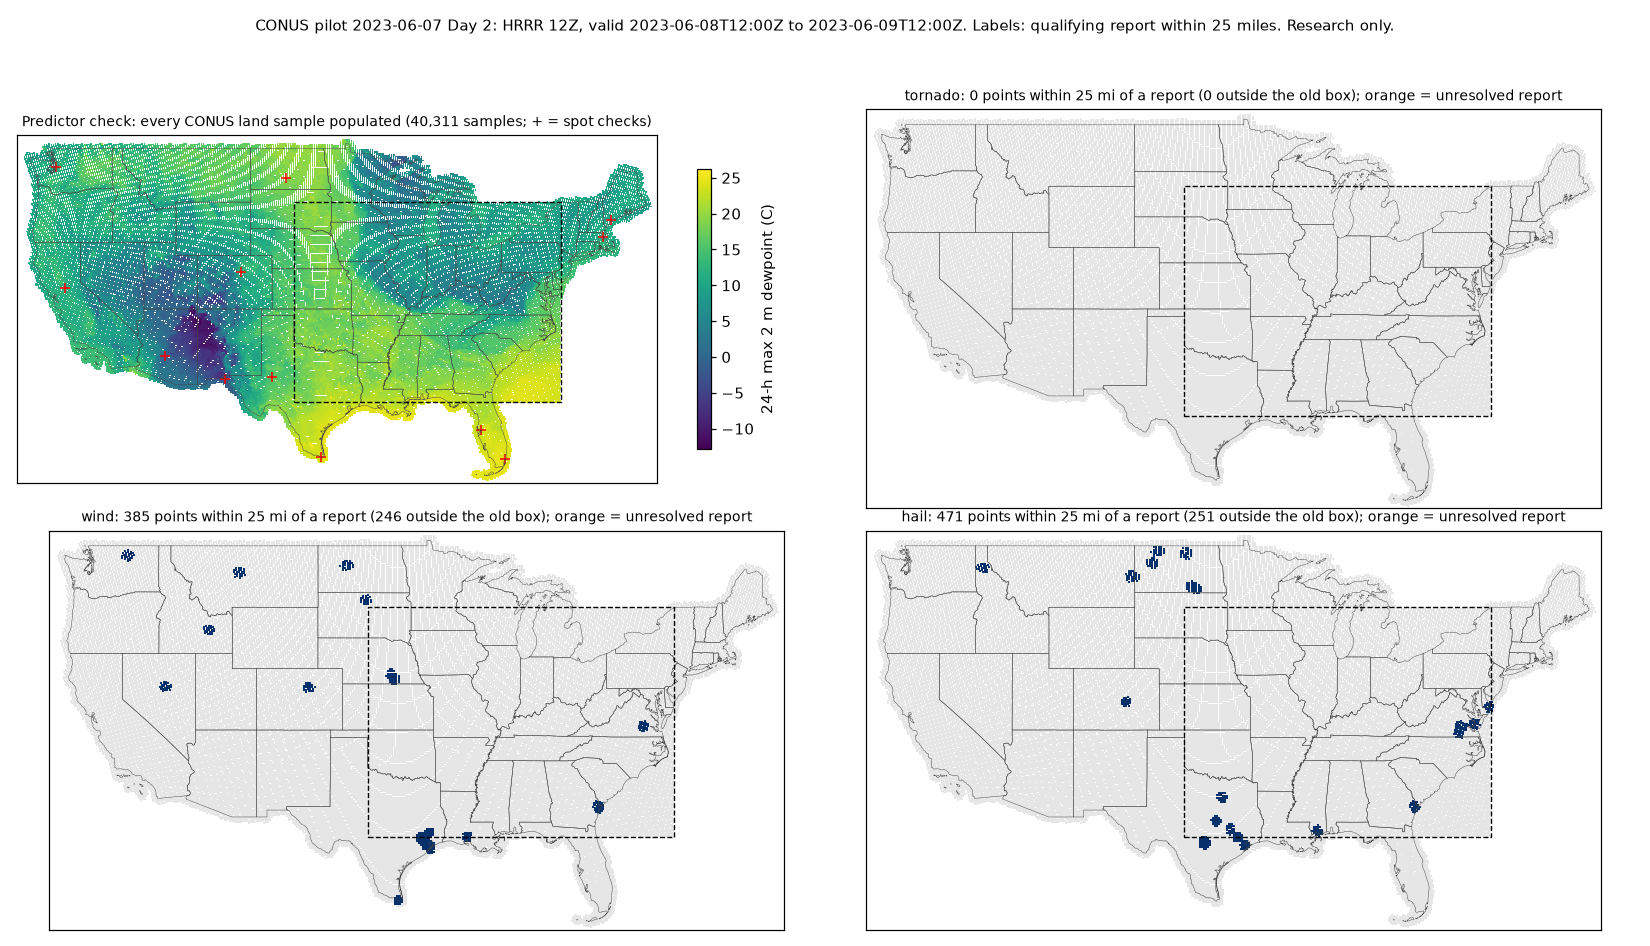 CONUS pilot 2023-06-07 Day 2: HRRR 12Z, valid 2023-06-08T12:00Z to 2023-06-09T12:00Z. Labels: qualifying report within 25 miles. Research only.
Predictor check: every CONUS land sample populated (40,311 samples; + = spot checks)
25
20
15
10
5
0
−5
−10
24-h max 2 m dewpoint (C)
tornado: 0 points within 25 mi of a report (0 outside the old box); orange = unresolved report
wind: 385 points within 25 mi of a report (246 outside the old box); orange = unresolved report
hail: 471 points within 25 mi of a report (251 outside the old box); orange = unresolved report